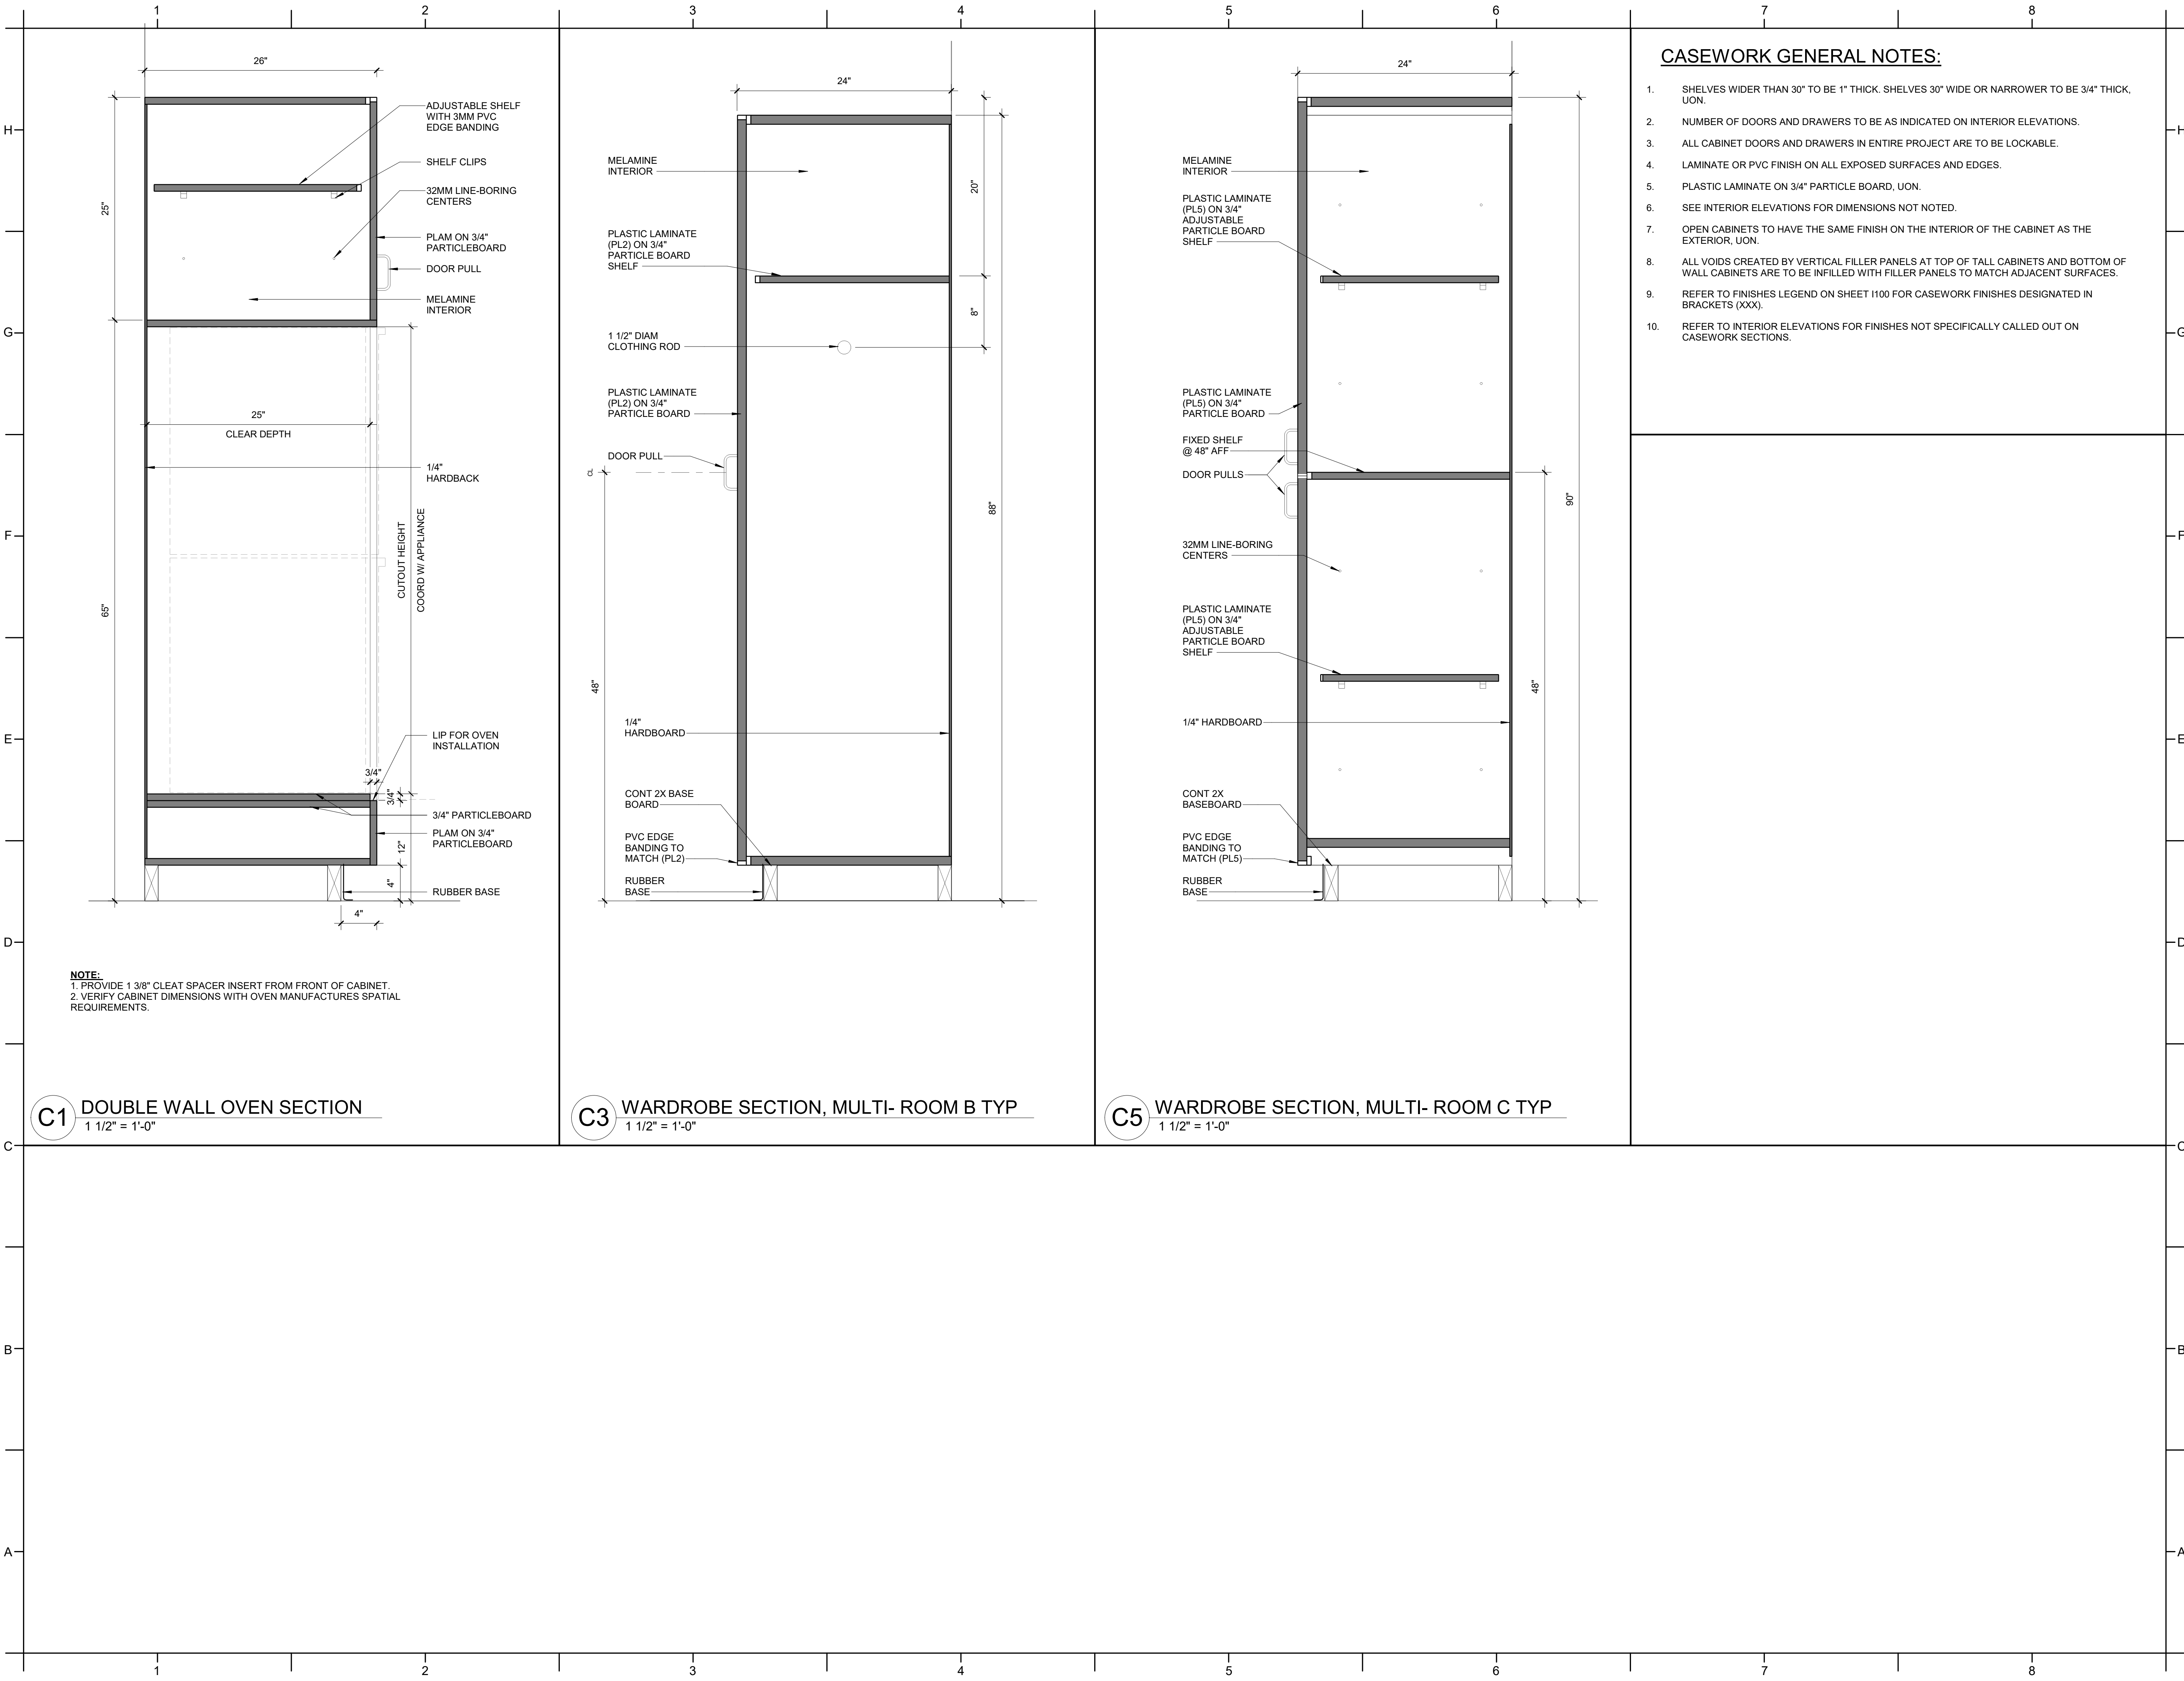 1 2 3 4 5 6 7 8
H
G
F
E
D
C
B
A
26"
25"
65"
ADJUSTABLE SHELF
WITH 3MM PVC
EDGE BANDING
SHELF CLIPS
32MM LINE-BORING
CENTERS
PLAM ON 3/4"
PARTICLEBOARD
DOOR PULL
MELAMINE
INTERIOR
25"
CLEAR DEPTH
1/4"
HARDBACK
CUTOUT HEIGHT
COORD W/ APPLIANCE
LIP FOR OVEN
INSTALLATION
3/4"
3/4"
3/4" PARTICLEBOARD
PLAM ON 3/4"
PARTICLEBOARD
12"
4"
RUBBER BASE
4"
NOTE:
1. PROVIDE 1 3/8" CLEAT SPACER INSERT FROM FRONT OF CABINET.
2. VERIFY CABINET DIMENSIONS WITH OVEN MANUFACTURES SPATIAL
REQUIREMENTS.
C1 DOUBLE WALL OVEN SECTION
1 1/2" = 1'-0"
24"
MELAMINE
INTERIOR
20"
PLASTIC LAMINATE
(PL2) ON 3/4"
PARTICLE BOARD
SHELF
8"
1 1/2" DIAM
CLOTHING ROD
PLASTIC LAMINATE
(PL2) ON 3/4"
PARTICLE BOARD
DOOR PULL
CL
88"
48"
1/4"
HARDBOARD
CONT 2X BASE
BOARD
PVC EDGE
BANDING TO
MATCH (PL2)
RUBBER
BASE
C3 WARDROBE SECTION, MULTI- ROOM B TYP
1 1/2" = 1'-0"
24"
MELAMINE
INTERIOR
PLASTIC LAMINATE
(PL5) ON 3/4"
ADJUSTABLE
PARTICLE BOARD
SHELF
PLASTIC LAMINATE
(PL5) ON 3/4"
PARTICLE BOARD
FIXED SHELF
@ 48" AFF
DOOR PULLS
90"
32MM LINE-BORING
CENTERS
PLASTIC LAMINATE
(PL5) ON 3/4"
ADJUSTABLE
PARTICLE BOARD
SHELF
48"
1/4" HARDBOARD
CONT 2X
BASEBOARD
PVC EDGE
BANDING TO
MATCH (PL5)
RUBBER
BASE
C5 WARDROBE SECTION, MULTI- ROOM C TYP
1 1/2" = 1'-0"
CASEWORK GENERAL NOTES:
1. SHELVES WIDER THAN 30" TO BE 1" THICK. SHELVES 30" WIDE OR NARROWER TO BE 3/4" THICK,
UON.
2. NUMBER OF DOORS AND DRAWERS TO BE AS INDICATED ON INTERIOR ELEVATIONS.
3. ALL CABINET DOORS AND DRAWERS IN ENTIRE PROJECT ARE TO BE LOCKABLE.
4. LAMINATE OR PVC FINISH ON ALL EXPOSED SURFACES AND EDGES.
5. PLASTIC LAMINATE ON 3/4" PARTICLE BOARD, UON.
6. SEE INTERIOR ELEVATIONS FOR DIMENSIONS NOT NOTED.
7. OPEN CABINETS TO HAVE THE SAME FINISH ON THE INTERIOR OF THE CABINET AS THE
EXTERIOR, UON.
8. ALL VOIDS CREATED BY VERTICAL FILLER PANELS AT TOP OF TALL CABINETS AND BOTTOM OF
WALL CABINETS ARE TO BE INFILLED WITH FILLER PANELS TO MATCH ADJACENT SURFACES.
9. REFER TO FINISHES LEGEND ON SHEET I100 FOR CASEWORK FINISHES DESIGNATED IN
BRACKETS (XXX).
10. REFER TO INTERIOR ELEVATIONS FOR FINISHES NOT SPECIFICALLY CALLED OUT ON
CASEWORK SECTIONS.
H
G
F
E
D
C
B
A
1 2 3 4 5 6 7 8